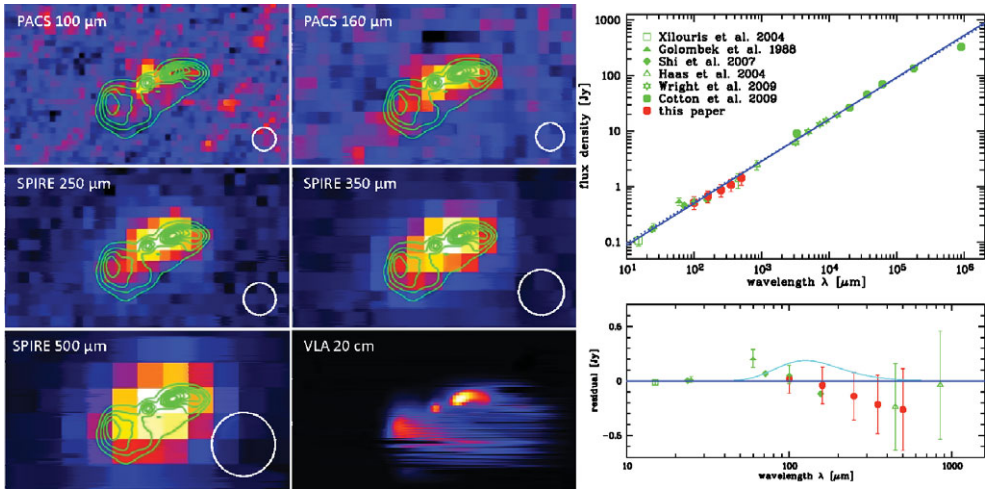 PACS 100 µm
PACS 160 µm
SPIRE 250 µm
SPIRE 350 µm
SPIRE 500 µm
VLA 20 cm
flux density [Jy]
1000
100
10
1
0.1
Xilouris et al. 2004
Golombek et al. 1988
Shi et al. 2007
Haas et al. 2004
Wright et al. 2009
Cotton et al. 2009
this paper
10¹ 10² 10³ 10⁴ 10⁵ 10⁶
wavelength λ [µm]
residual [Jy]
0.5
0
-0.5
10 100 1000
wavelength λ [µm]